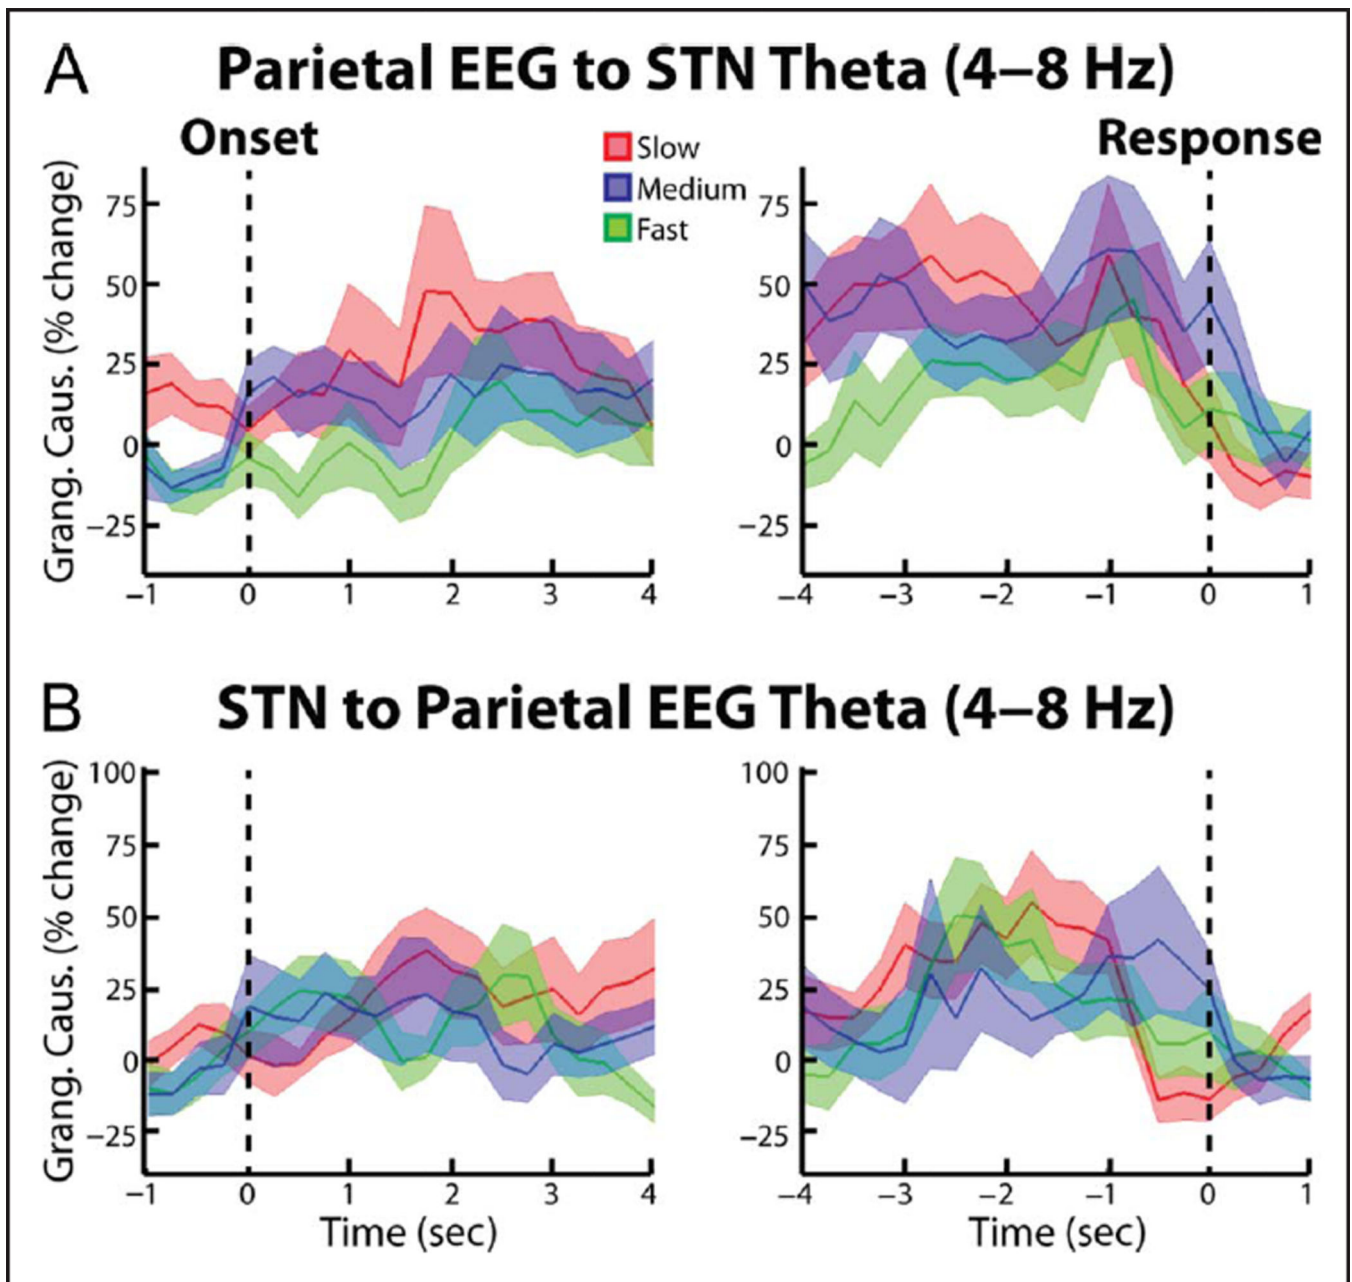 A
Parietal EEG to STN Theta (4–8 Hz)
Onset
Slow
Medium
Fast
Response
Grang. Caus. (% change)
75
50
25
0
−25
−1 0 1 2 3 4
75
50
25
0
−25
−4 −3 −2 −1 0 1
B
STN to Parietal EEG Theta (4–8 Hz)
Grang. Caus. (% change)
100
75
50
25
0
−25
−1 0 1 2 3 4
Time (sec)
100
75
50
25
0
−25
−4 −3 −2 −1 0 1
Time (sec)